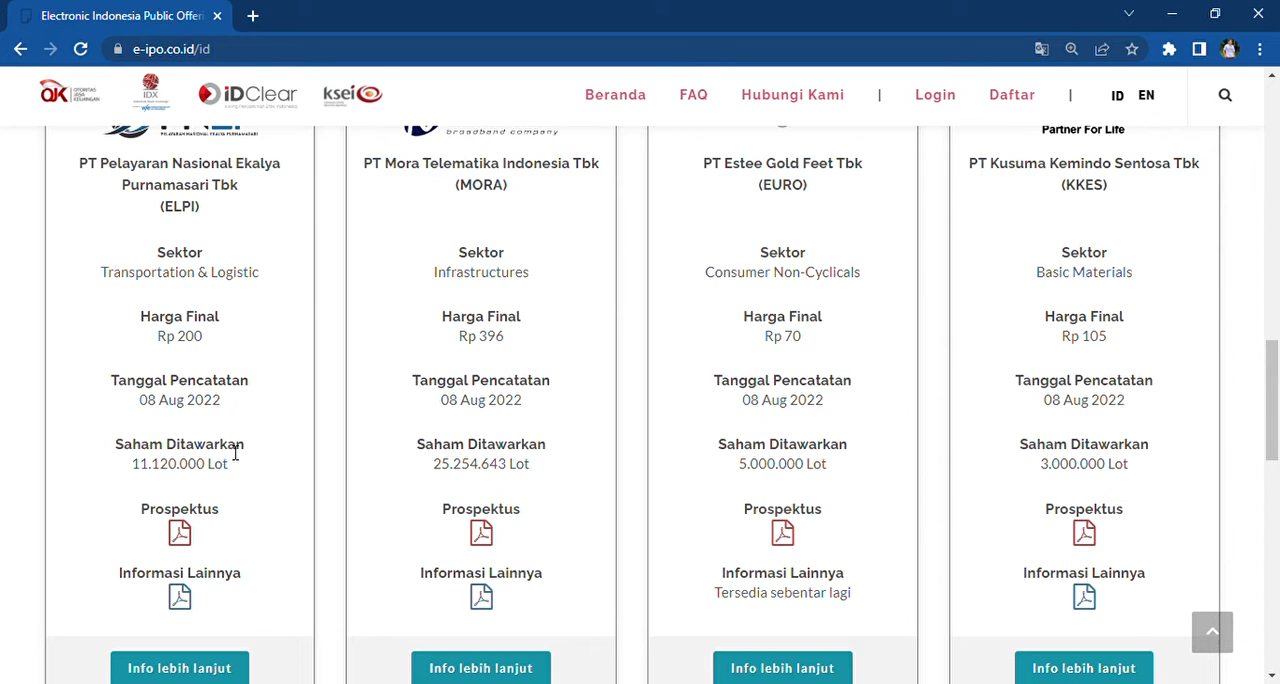 Electronic Indonesia Public Offeri
e-ipo.co.id/id
OJK OTORITAS JASA KEUANGAN
IDX
iDClear
ksei
Beranda FAQ Hubungi Kami | Login Daftar | ID EN
PT Pelayaran Nasional Ekalya
Purnamasari Tbk
(ELPI)
Sektor
Transportation & Logistic
Harga Final
Rp 200
Tanggal Pencatatan
08 Aug 2022
Saham Ditawarkan
11.120.000 Lot
Prospektus
Informasi Lainnya
Info lebih lanjut
broadband company
PT Mora Telematika Indonesia Tbk
(MORA)
Sektor
Infrastructures
Harga Final
Rp 396
Tanggal Pencatatan
08 Aug 2022
Saham Ditawarkan
25.254.643 Lot
Prospektus
Informasi Lainnya
Info lebih lanjut
PT Estee Gold Feet Tbk
(EURO)
Sektor
Consumer Non-Cyclicals
Harga Final
Rp 70
Tanggal Pencatatan
08 Aug 2022
Saham Ditawarkan
5.000.000 Lot
Prospektus
Informasi Lainnya
Tersedia sebentar lagi
Info lebih lanjut
Partner For Life
PT Kusuma Kemindo Sentosa Tbk
(KKES)
Sektor
Basic Materials
Harga Final
Rp 105
Tanggal Pencatatan
08 Aug 2022
Saham Ditawarkan
3.000.000 Lot
Prospektus
Informasi Lainnya
Info lebih lanjut